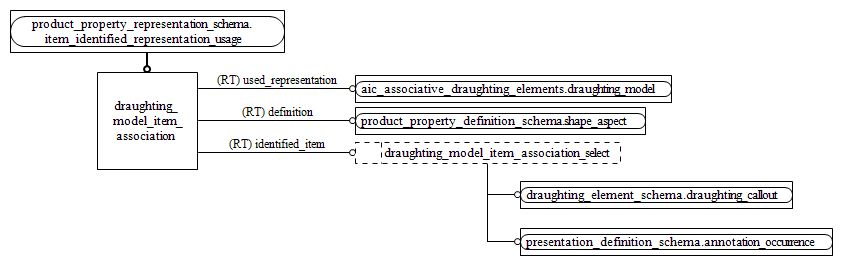 product_property_representation_schema.
item_identified_representation_usage
draughting_
model_item_
association
(RT) used_representation
aic_associative_draughting_elements.draughting_model
(RT) definition
product_property_definition_schema.shape_aspect
(RT) identified_item
draughting_model_item_association_select
draughting_element_schema.draughting_callout
presentation_definition_schema.annotation_occurrence